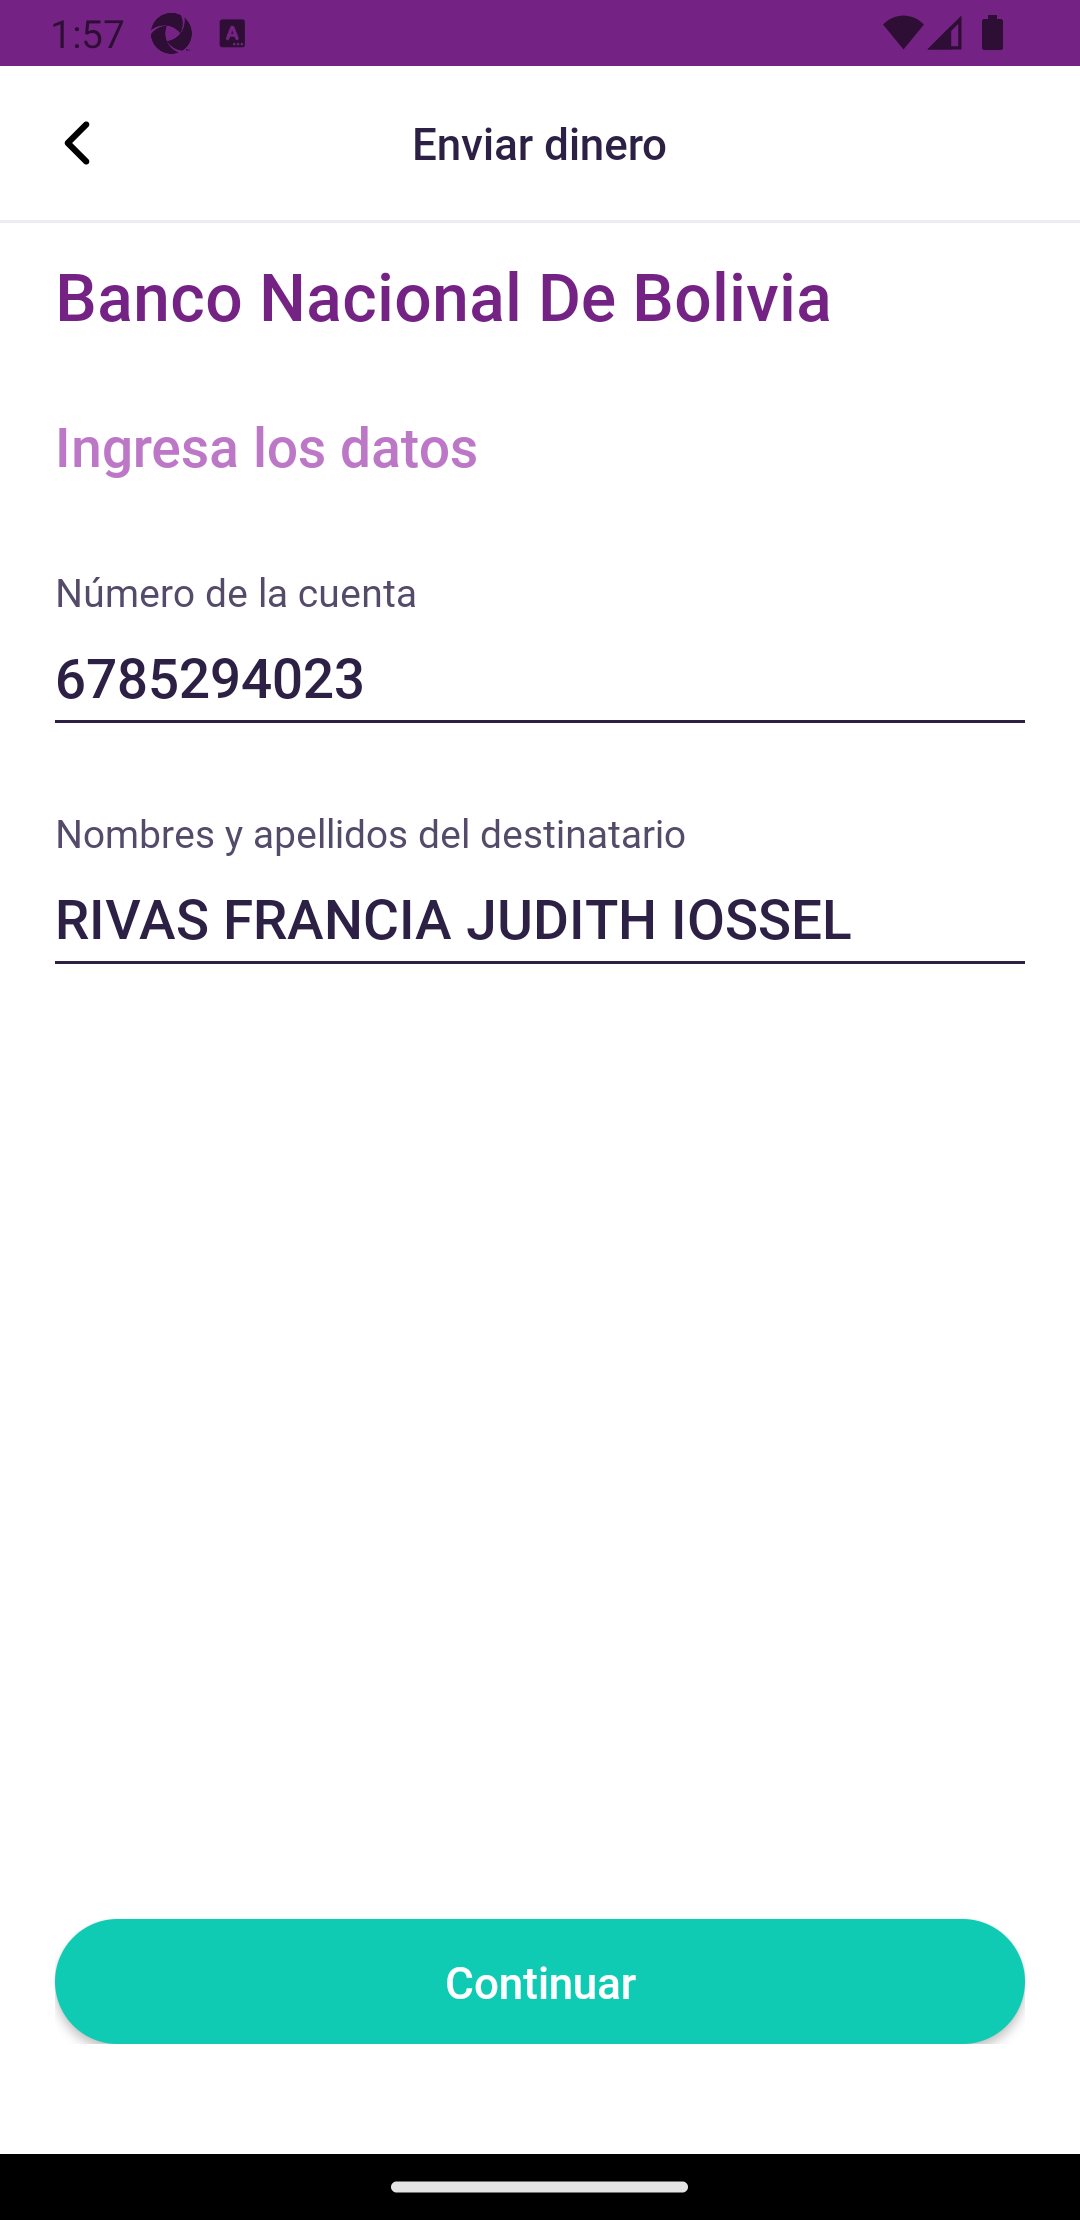 1:57
Enviar dinero
Banco Nacional De Bolivia
Ingresa los datos
Número de la cuenta
6785294023
Nombres y apellidos del destinatario
RIVAS FRANCIA JUDITH IOSSEL
Continuar